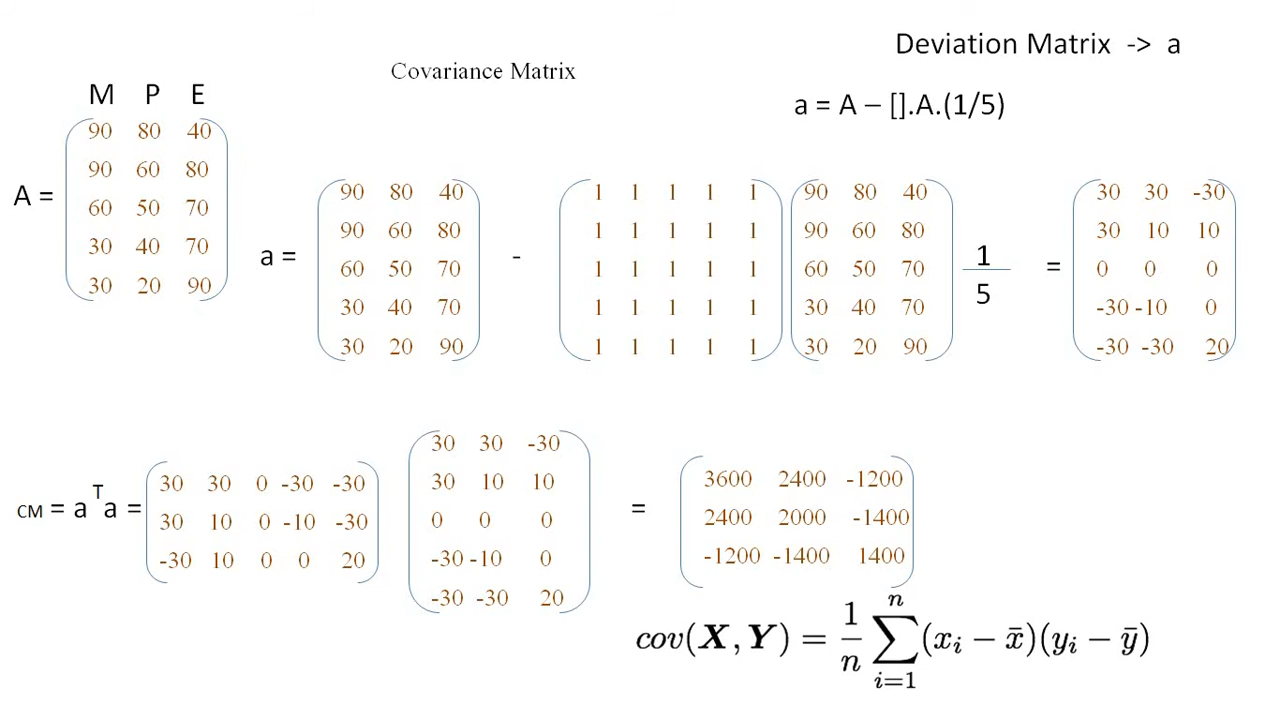 Deviation Matrix -> a
Covariance Matrix
a = A – [].A.(1/5)
M P E
A =
90 80 40
90 60 80
60 50 70
30 40 70
30 20 90
a =
90 80 40
90 60 80
60 50 70
30 40 70
30 20 90
-
1 1 1 1 1
1 1 1 1 1
1 1 1 1 1
1 1 1 1 1
1 1 1 1 1
90 80 40
90 60 80
60 50 70
30 40 70
30 20 90
1
5
=
30 30 -30
30 10 10
0 0 0
-30 -10 0
-30 -30 20
CM = a^T a =
30 30 0 -30 -30
30 10 0 -10 -30
-30 10 0 0 20
30 30 -30
30 10 10
0 0 0
-30 -10 0
-30 -30 20
=
3600 2400 -1200
2400 2000 -1400
-1200 -1400 1400
cov(X, Y) = 1/n ∑_{i=1}^{n} (x_i − x̄)(y_i − ȳ)